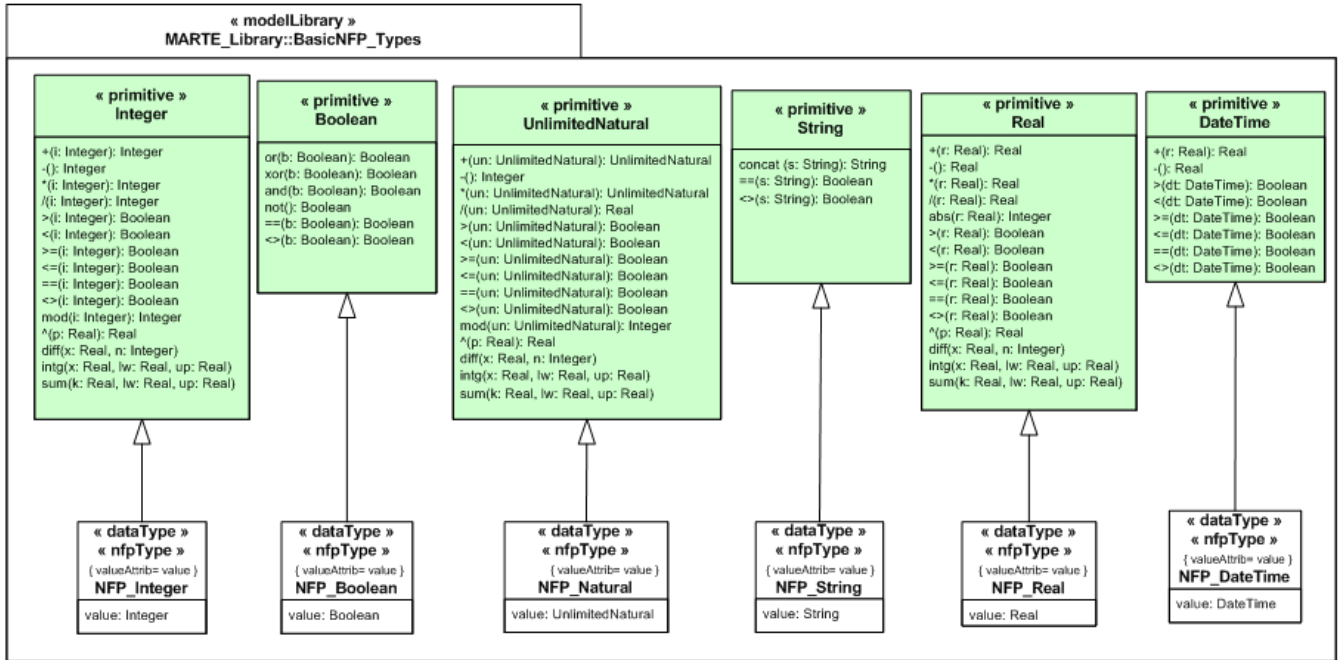 « modelLibrary »
MARTE_Library::BasicNFP_Types
« primitive »
Integer
+(i: Integer): Integer
-(): Integer
*(i: Integer): Integer
/(i: Integer): Integer
>(i: Integer): Boolean
<(i: Integer): Boolean
>=(i: Integer): Boolean
<=(i: Integer): Boolean
==(i: Integer): Boolean
<>(i: Integer): Boolean
mod(i: Integer): Integer
^(p: Real): Real
diff(x: Real, n: Integer)
intg(x: Real, lw: Real, up: Real)
sum(k: Real, lw: Real, up: Real)
« primitive »
Boolean
or(b: Boolean): Boolean
xor(b: Boolean): Boolean
and(b: Boolean): Boolean
not(): Boolean
==(b: Boolean): Boolean
<>(b: Boolean): Boolean
« primitive »
UnlimitedNatural
+(un: UnlimitedNatural): UnlimitedNatural
-(): Integer
*(un: UnlimitedNatural): UnlimitedNatural
/(un: UnlimitedNatural): Real
>(un: UnlimitedNatural): Boolean
<(un: UnlimitedNatural): Boolean
>=(un: UnlimitedNatural): Boolean
<=(un: UnlimitedNatural): Boolean
==(un: UnlimitedNatural): Boolean
<>(un: UnlimitedNatural): Boolean
mod(un: UnlimitedNatural): Integer
^(p: Real): Real
diff(x: Real, n: Integer)
intg(x: Real, lw: Real, up: Real)
sum(k: Real, lw: Real, up: Real)
« primitive »
String
concat (s: String): String
==(s: String): Boolean
<>(s: String): Boolean
« primitive »
Real
+(r: Real): Real
-(): Real
*(r: Real): Real
/(r: Real): Real
abs(r: Real): Integer
>(r: Real): Boolean
<(r: Real): Boolean
>=(r: Real): Boolean
<=(r: Real): Boolean
==(r: Real): Boolean
<>(r: Real): Boolean
^(p: Real): Real
diff(x: Real, n: Integer)
intg(x: Real, lw: Real, up: Real)
sum(k: Real, lw: Real, up: Real)
« primitive »
DateTime
+(r: Real): Real
-(): Real
>(dt: DateTime): Boolean
<(dt: DateTime): Boolean
>=(dt: DateTime): Boolean
<=(dt: DateTime): Boolean
==(dt: DateTime): Boolean
<>(dt: DateTime): Boolean
« dataType »
« nfpType »
{ valueAttrib= value }
NFP_Integer
value: Integer
« dataType »
« nfpType »
{ valueAttrib= value }
NFP_Boolean
value: Boolean
« dataType »
« nfpType »
{ valueAttrib= value }
NFP_Natural
value: UnlimitedNatural
« dataType »
« nfpType »
{ valueAttrib= value }
NFP_String
value: String
« dataType »
« nfpType »
{ valueAttrib= value }
NFP_Real
value: Real
« dataType »
« nfpType »
{ valueAttrib= value }
NFP_DateTime
value: DateTime